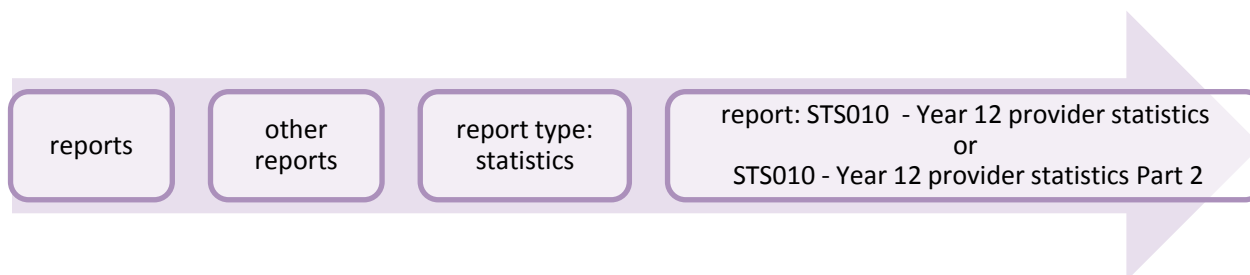 reports
other
reports
report type:
statistics
report: STS010 - Year 12 provider statistics
or
STS010 - Year 12 provider statistics Part 2